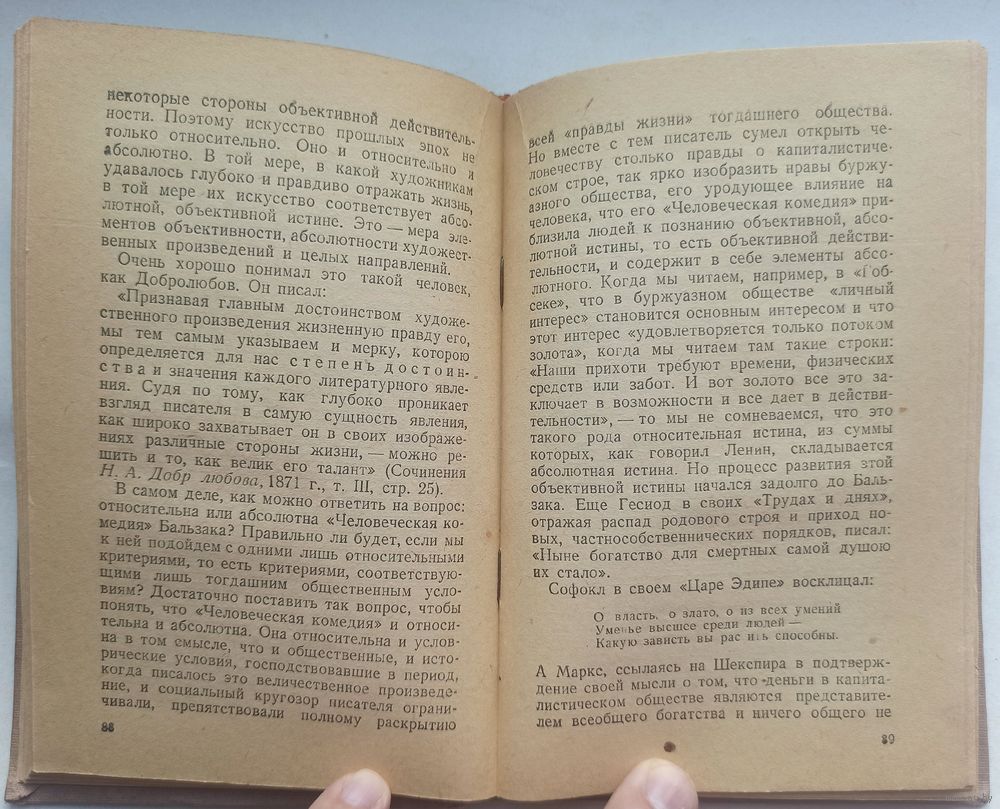 некоторые стороны объективной действитель-
ности. Поэтому искусство прошлых эпох не
только относительно. Оно и относительно и
абсолютно. В той мере, в какой художникам
удавалось глубоко и правдиво отражать жизнь,
в той мере их искусство соответствует абсо-
лютной, объективной истине. Это — мера эле-
ментов объективности, абсолютности художест-
венных произведений и целых направлений.
Очень хорошо понимал это такой человек,
как Добролюбов. Он писал:
«Признавая главным достоинством художе-
ственного произведения жизненную правду его,
мы тем самым указываем и мерку, которою
определяется для нас степень достоин-
ства и значения каждого литературного явле-
ния. Судя по тому, как глубоко проникает
взгляд писателя в самую сущность явления,
как широко захватывает он в своих изображе-
ниях различные стороны жизни, — можно ре-
шить и то, как велик его талант» (Сочинения
Н. А. Добр любова, 1871 г., т. III, стр. 25).
В самом деле, как можно ответить на вопрос:
относительна или абсолютна «Человеческая ко-
медия» Бальзака? Правильно ли будет, если мы
к ней подойдем с одними лишь относительными
критериями, то есть критериями, соответствую-
щими лишь тогдашним общественным усло-
виям? Достаточно поставить так вопрос, чтобы
понять, что «Человеческая комедия» и относи-
тельна и абсолютна. Она относительна и услов-
на в том смысле, что и общественные, и исто-
рические условия, господствовавшие в период,
когда писалось это величественное произведе-
ние, и социальный кругозор писателя ограни-
чивали, препятствовали полному раскрытию
88
всей «правды жизни» тогдашнего общества.
Но вместе с тем писатель сумел открыть че-
ловечеству столько правды о капиталистиче-
ском строе, так ярко изобразить нравы буржу-
азного общества, его уродующее влияние на
человека, что его «Человеческая комедия» при-
близила людей к познанию объективной, абсо-
лютной истины, то есть объективной действи-
тельности, и содержит в себе элементы абсо-
лютного. Когда мы читаем, например, в «Гоб-
секе», что в буржуазном обществе «личный
интерес» становится основным интересом и что
этот интерес «удовлетворяется только потоком
золота», когда мы читаем там такие строки:
«Наши прихоти требуют времени, физических
средств или забот. И вот золото все это за-
ключает в возможности и все дает в действи-
тельности», — то мы не сомневаемся, что это
такого рода относительная истина, из суммы
которых, как говорил Ленин, складывается
абсолютная истина. Но процесс развития этой
объективной истины начался задолго до Баль-
зака. Еще Гесиод в своих «Трудах и днях»,
отражая распад родового строя и приход но-
вых, частнособственнических порядков, писал:
«Ныне богатство для смертных самой душою
их стало».
Софокл в своем «Царе Эдипе» восклицал:
О власть, о злато, о из всех умений
Уменье высшее среди людей —
Какую зависть вы способны.
А Маркс, ссылаясь на Шекспира в подтверж-
дение своей мысли о том, что деньги в капита-
листическом обществе являются представите-
лем всеобщего богатства и ничего общего не
89